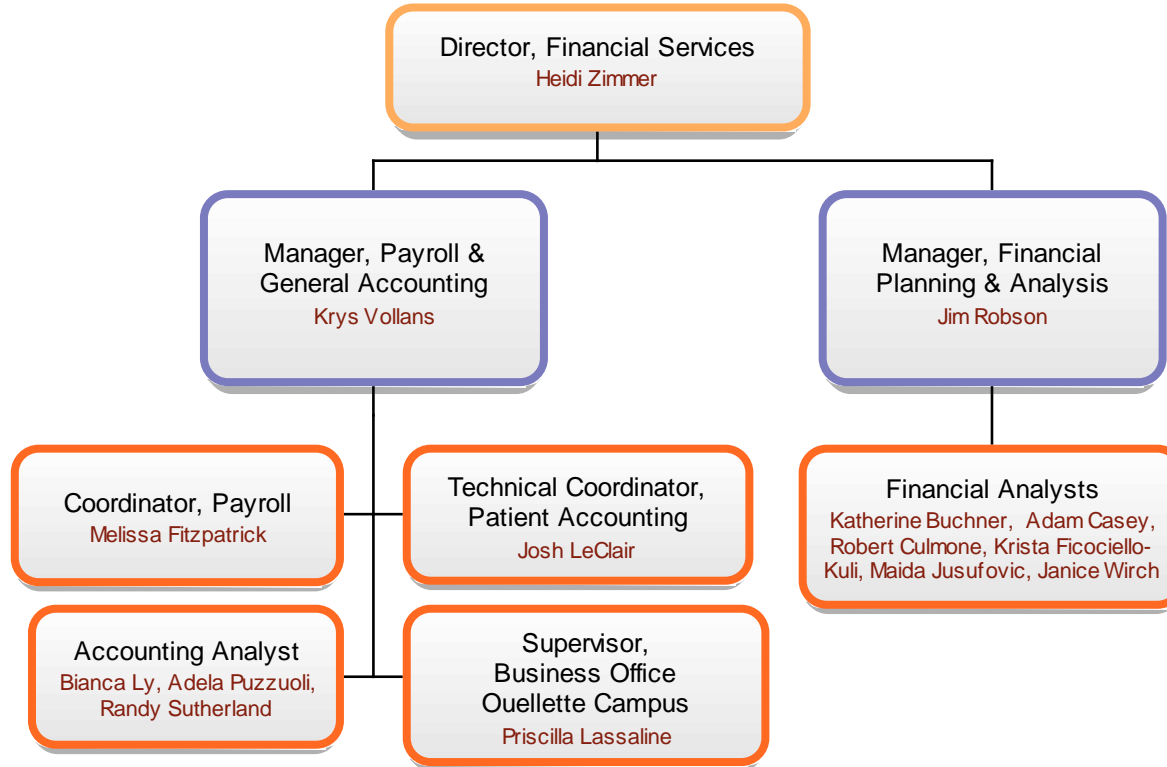 Director, Financial Services
Heidi Zimmer
Manager, Payroll &
General Accounting
Krys Vollans
Manager, Financial
Planning & Analysis
Jim Robson
Coordinator, Payroll
Melissa Fitzpatrick
Technical Coordinator,
Patient Accounting
Josh LeClair
Financial Analysts
Katherine Buchner, Adam Casey,
Robert Culmone, Krista Ficociello-
Kuli, Maida Jusufovic, Janice Wirch
Accounting Analyst
Bianca Ly, Adela Puzzuoli,
Randy Sutherland
Supervisor,
Business Office
Ouellette Campus
Priscilla Lassaline